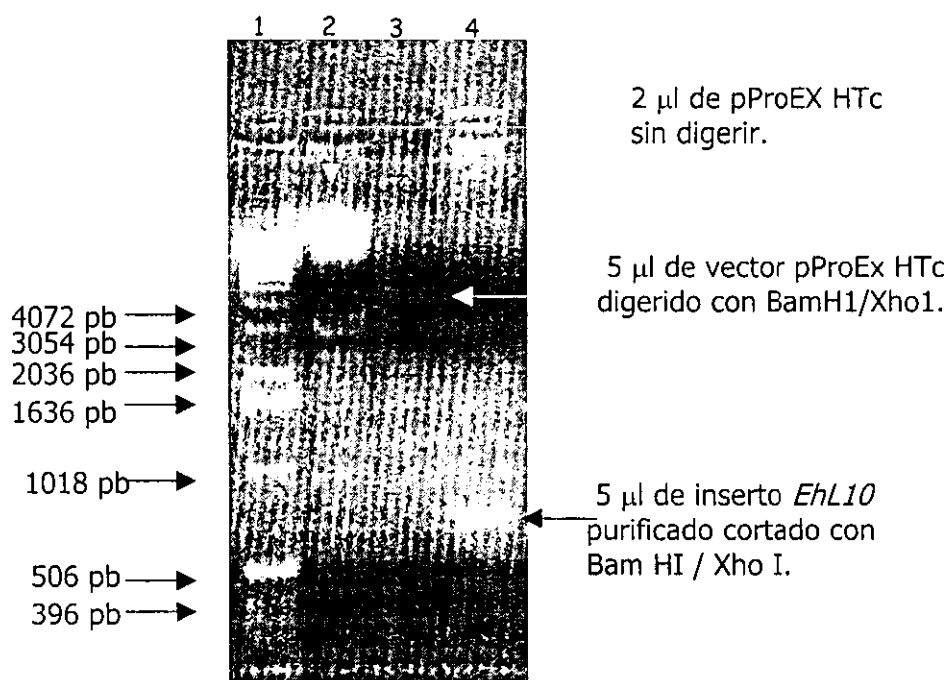 1 2 3 4
2 μl de pProEX HTc
sin digerir.
5 μl de vector pProEx HTc
digerido con BamH1/Xho1.
4072 pb
3054 pb
2036 pb
1636 pb
1018 pb
5 μl de inserto EhL10
purificado cortado con
Bam HI / Xho I.
506 pb
396 pb